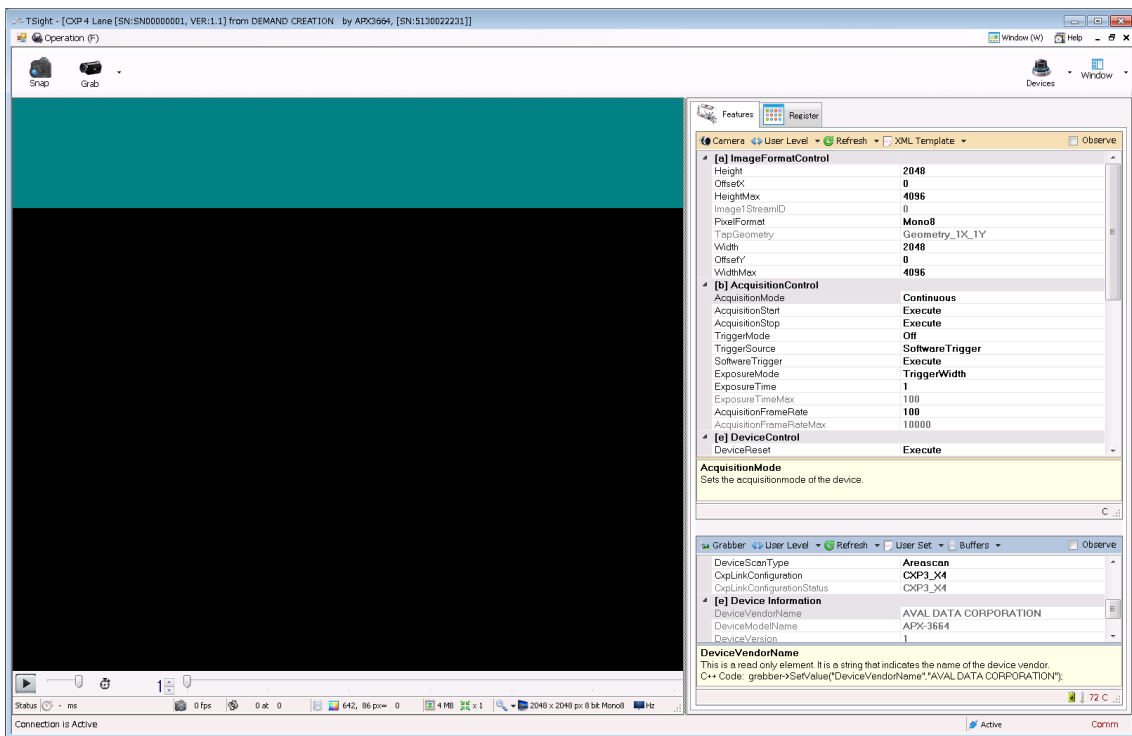 TSight - [CXP 4 Lane [SN:SN00000001, VER:1.1] from DEMAND CREATION by APX3664, [SN:5130022231]]
Operation (F) Window (W) Help
Snap Grab Devices Window
Features Register
Camera User Level Refresh XML Template Observe
[a] ImageFormatControl
Height 2048
OffsetX 0
HeightMax 4096
Image1StreamID 0
PixelFormat Mono8
TapGeometry Geometry_1X_1Y
Width 2048
OffsetY 0
WidthMax 4096
[b] AcquisitionControl
AcquisitionMode Continuous
AcquisitionStart Execute
AcquisitionStop Execute
TriggerMode Off
TriggerSource SoftwareTrigger
SoftwareTrigger Execute
ExposureMode TriggerWidth
ExposureTime 1
ExposureTimeMax 100
AcquisitionFrameRate 100
AcquisitionFrameRateMax 10000
[e] DeviceControl
DeviceReset Execute
AcquisitionMode
Sets the acquisitionmode of the device.
C
Grabber User Level Refresh User Set Buffers Observe
DeviceScanType Areascan
CxpLinkConfiguration CXP3_X4
CxpLinkConfigurationStatus CXP3_X4
[e] Device Information
DeviceVendorName AVAL DATA CORPORATION
DeviceModelName APX-3664
DeviceVersion 1
DeviceVendorName
This is a read only element. It is a string that indicates the name of the device vendor.
C++ Code: grabber->SetValue("DeviceVendorName","AVAL DATA CORPORATION");
72 C
1
Status - ms 0 fps 0 at 0 642, 86 px= 0 4 MB x 1 2048 x 2048 px 8 bit Mono8 Hz
Connection is Active Active Comm